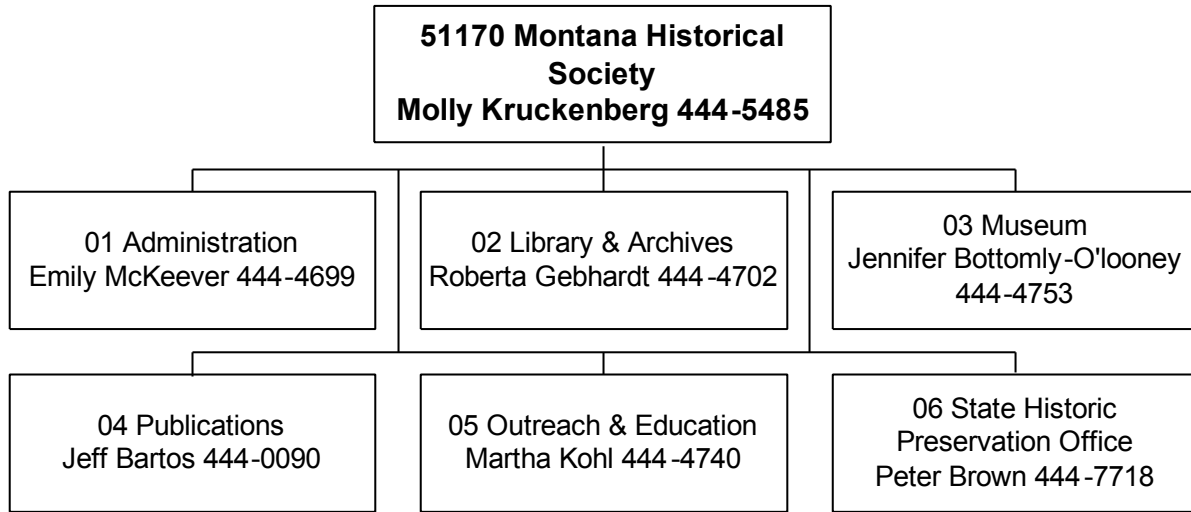 51170 Montana Historical
Society
Molly Kruckenberg 444-5485
01 Administration
Emily McKeever 444-4699
02 Library & Archives
Roberta Gebhardt 444-4702
03 Museum
Jennifer Bottomly-O'looney
444-4753
04 Publications
Jeff Bartos 444-0090
05 Outreach & Education
Martha Kohl 444-4740
06 State Historic
Preservation Office
Peter Brown 444-7718